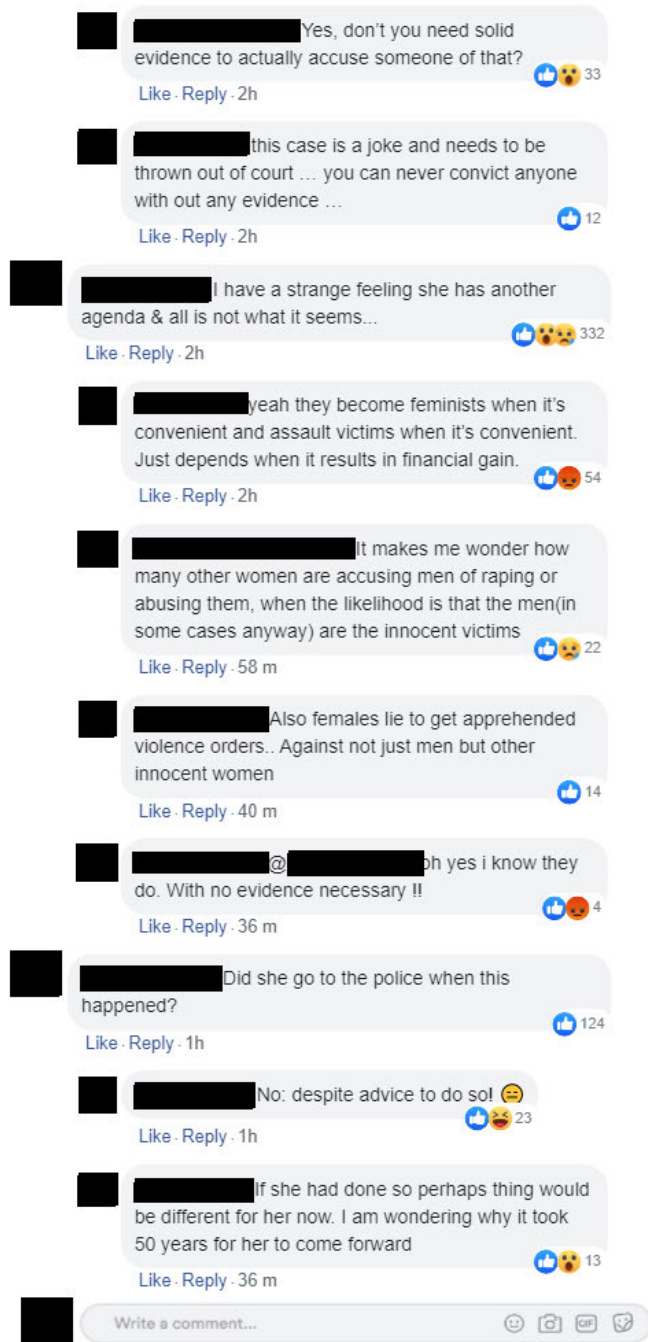 Yes, don't you need solid
evidence to actually accuse someone of that?
33
Like · Reply · 2h
this case is a joke and needs to be
thrown out of court ... you can never convict anyone
with out any evidence ...
12
Like · Reply · 2h
I have a strange feeling she has another
agenda & all is not what it seems...
332
Like · Reply · 2h
yeah they become feminists when it's
convenient and assault victims when it's convenient.
Just depends when it results in financial gain.
54
Like · Reply · 2h
It makes me wonder how
many other women are accusing men of raping or
abusing them, when the likelihood is that the men(in
some cases anyway) are the innocent victims
22
Like · Reply · 58 m
Also females lie to get apprehended
violence orders.. Against not just men but other
innocent women
14
Like · Reply · 40 m
@ oh yes i know they
do. With no evidence necessary !!
4
Like · Reply · 36 m
Did she go to the police when this
happened?
124
Like · Reply · 1h
No: despite advice to do so! 😑
23
Like · Reply · 1h
If she had done so perhaps thing would
be different for her now. I am wondering why it took
50 years for her to come forward
13
Like · Reply · 36 m
Write a comment...
GIF